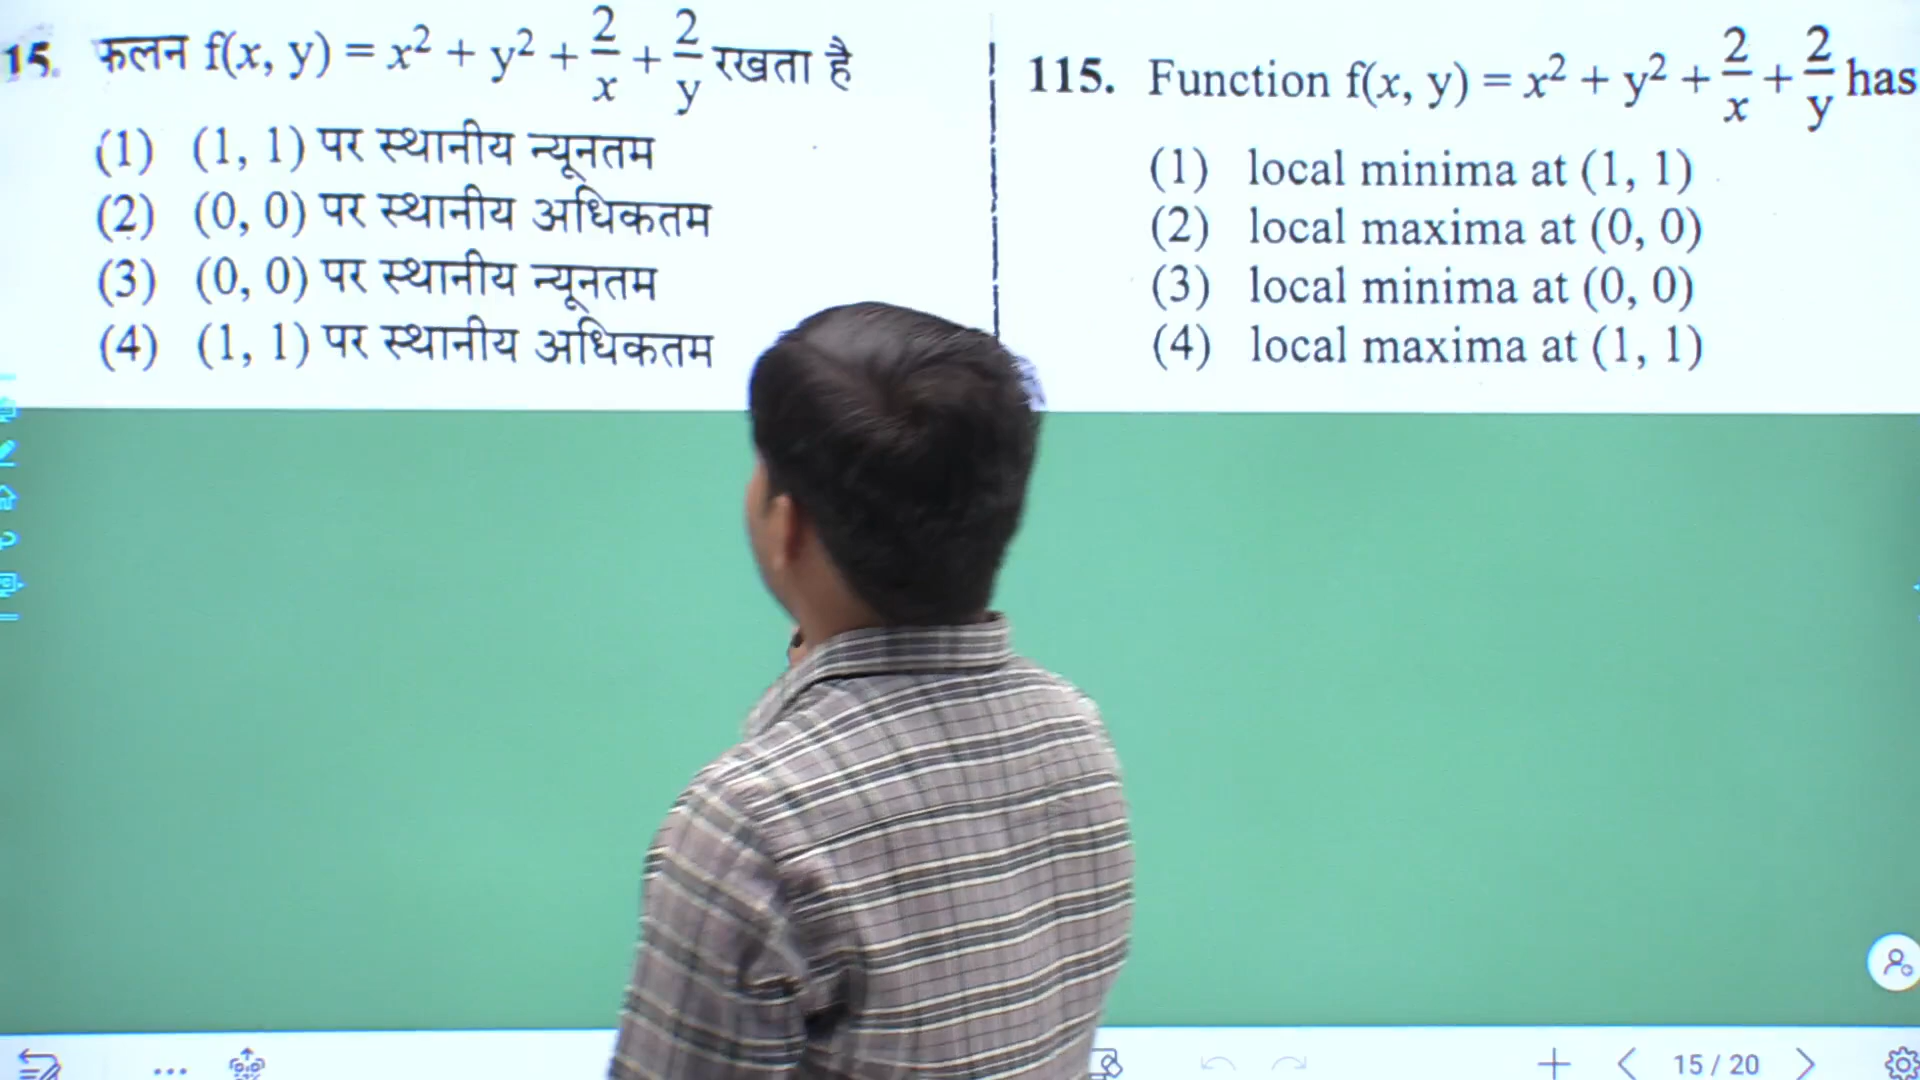 15. फलन f(x, y) = x² + y² + 2/x + 2/y रखता है
(1) (1, 1) पर स्थानीय न्यूनतम
(2) (0, 0) पर स्थानीय अधिकतम
(3) (0, 0) पर स्थानीय न्यूनतम
(4) (1, 1) पर स्थानीय अधिकतम
115. Function f(x, y) = x² + y² + 2/x + 2/y has
(1) local minima at (1, 1)
(2) local maxima at (0, 0)
(3) local minima at (0, 0)
(4) local maxima at (1, 1)
15 / 20